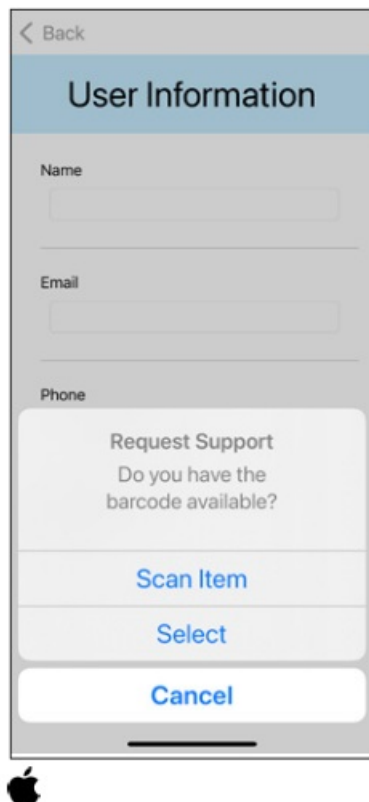 Back
User Information
Name
Email
Phone
Request Support
Do you have the
barcode available?
Scan Item
Select
Cancel